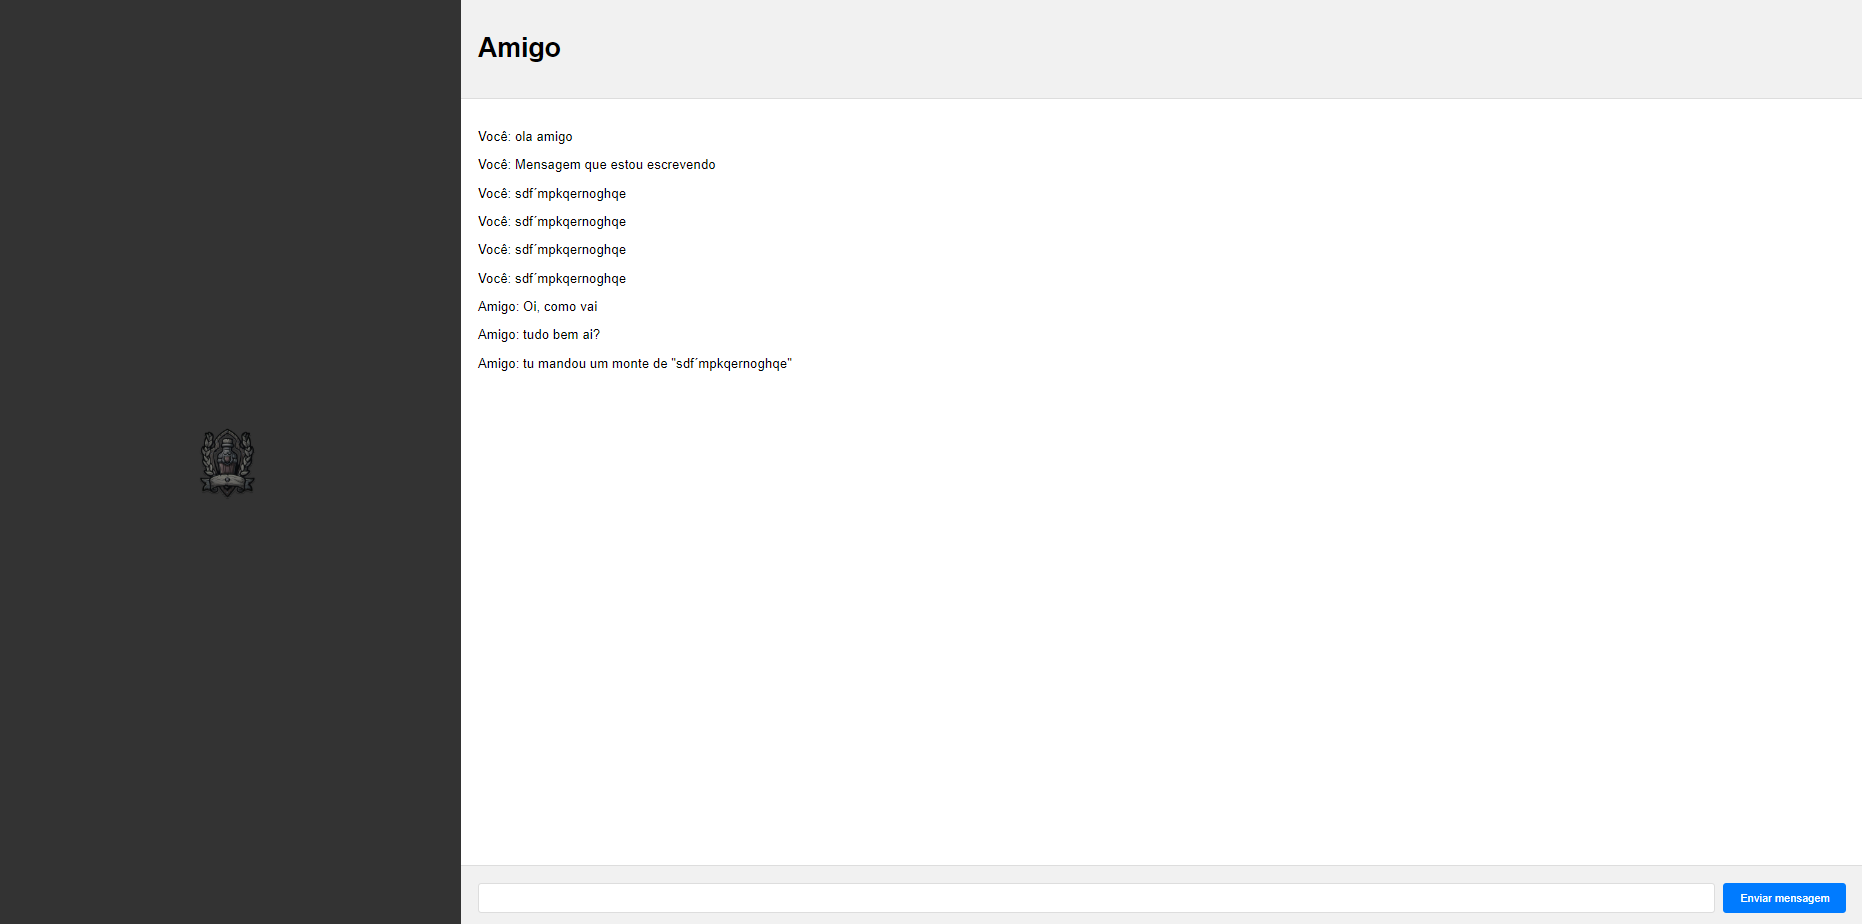 Amigo
Você: ola amigo
Você: Mensagem que estou escrevendo
Você: sdf´mpkqernoghqe
Você: sdf´mpkqernoghqe
Você: sdf´mpkqernoghqe
Você: sdf´mpkqernoghqe
Amigo: Oi, como vai
Amigo: tudo bem ai?
Amigo: tu mandou um monte de "sdf´mpkqernoghqe"
Enviar mensagem